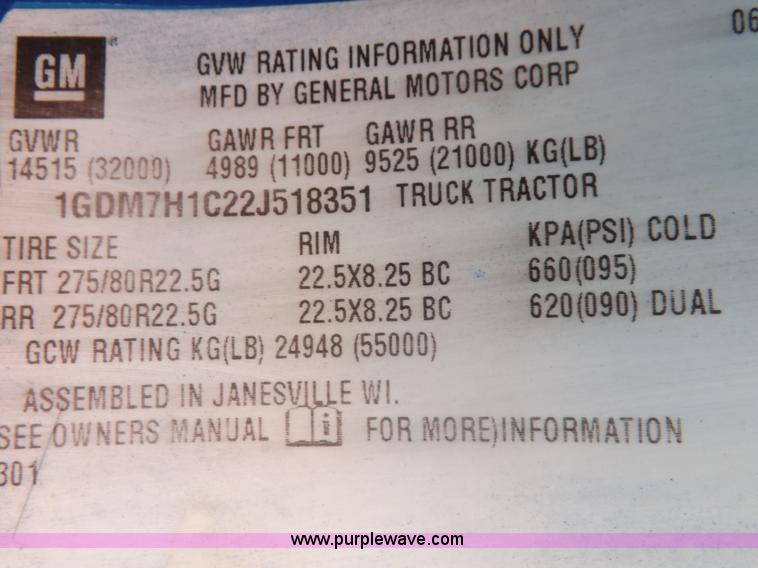 06
GM
GVW RATING INFORMATION ONLY
MFD BY GENERAL MOTORS CORP
GVWR GAWR FRT GAWR RR
14515 (32000) 4989 (11000) 9525 (21000) KG(LB)
1GDM7H1C22J518351 TRUCK TRACTOR
TIRE SIZE RIM KPA(PSI) COLD
FRT 275/80R22.5G 22.5X8.25 BC 660(095)
RR 275/80R22.5G 22.5X8.25 BC 620(090) DUAL
GCW RATING KG(LB) 24948 (55000)
ASSEMBLED IN JANESVILLE WI.
SEE OWNERS MANUAL i FOR MORE)INFORMATION
301
www.purplewave.com